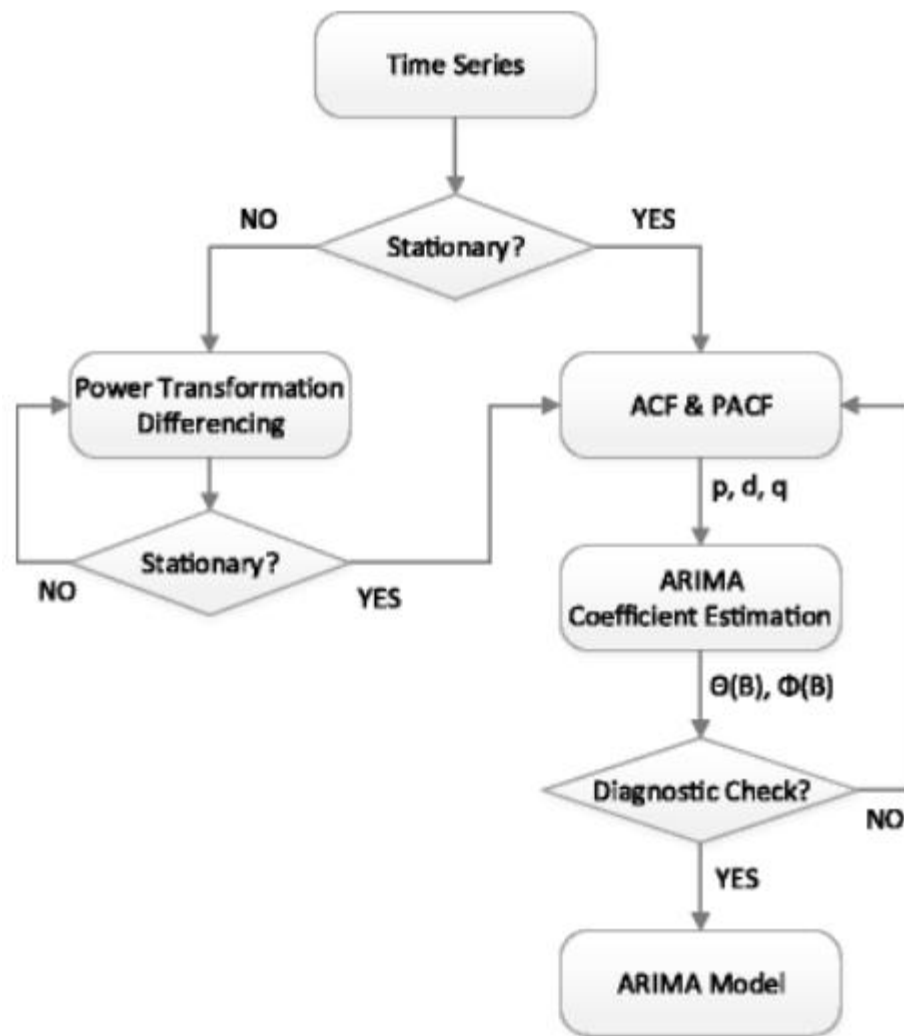 Time Series
NO
YES
Stationary?
Power Transformation
Differencing
ACF & PACF
p, d, q
Stationary?
NO
YES
ARIMA
Coefficient Estimation
Θ(B), Φ(B)
Diagnostic Check?
NO
YES
ARIMA Model